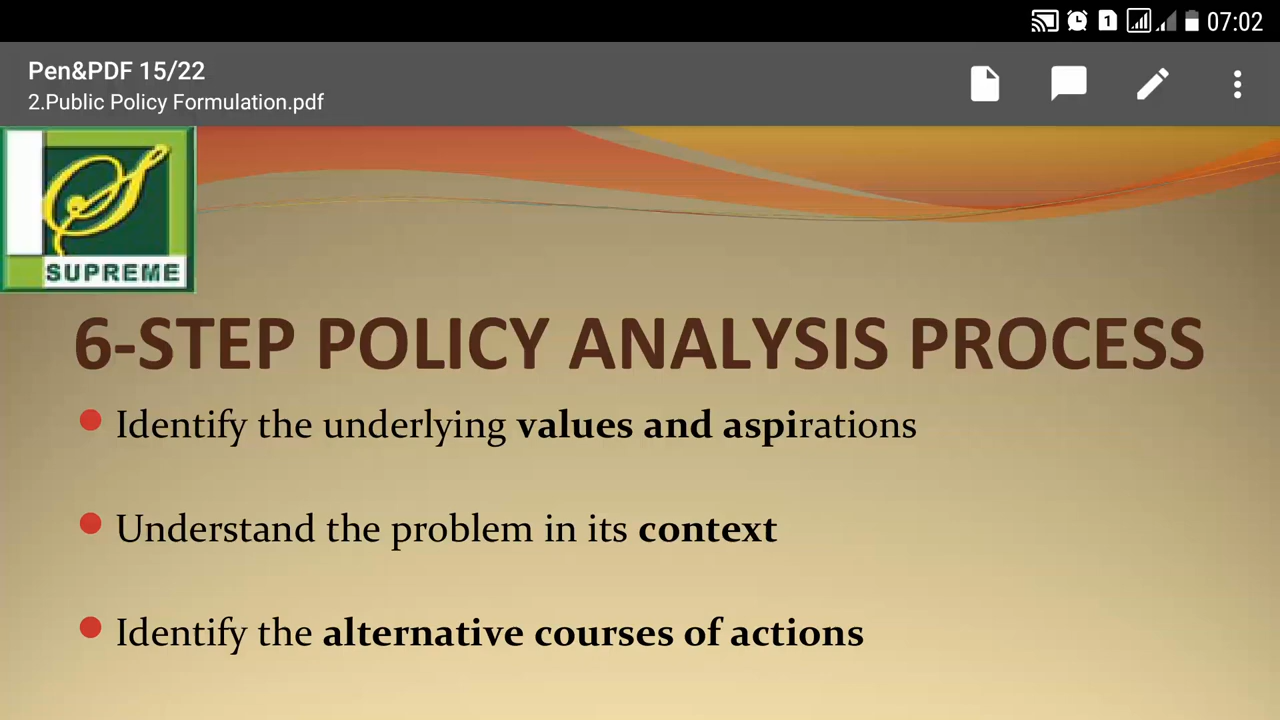 1
07:02
Pen&PDF 15/22
2.Public Policy Formulation.pdf
S
SUPREME
6-STEP POLICY ANALYSIS PROCESS
Identify the underlying values and aspirations
Understand the problem in its context
Identify the alternative courses of actions